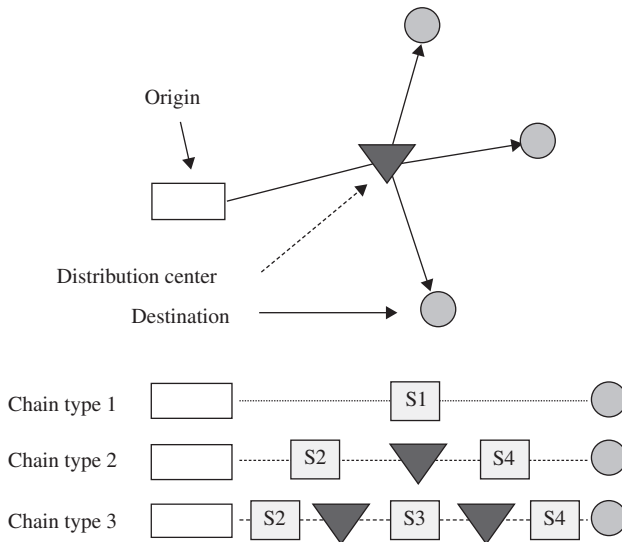 Origin
Distribution center
Destination
Chain type 1 S1
Chain type 2 S2 S4
Chain type 3 S2 S3 S4